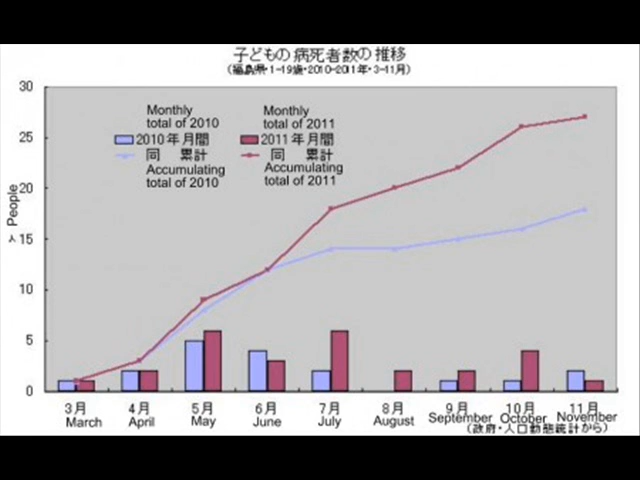 子どもの病死者数の推移
(福島県・1-19歳・2010-2011年・3-11月)
30
25
20
15
10
5
0
人 People
Monthly total of 2010
Monthly total of 2011
2010年月間
2011年月間
同 累計
同 累計
Accumulating total of 2010
Accumulating total of 2011
3月 4月 5月 6月 7月 8月 9月 10月 11月
March April May June July August September October November
(政府・人口動態統計から)